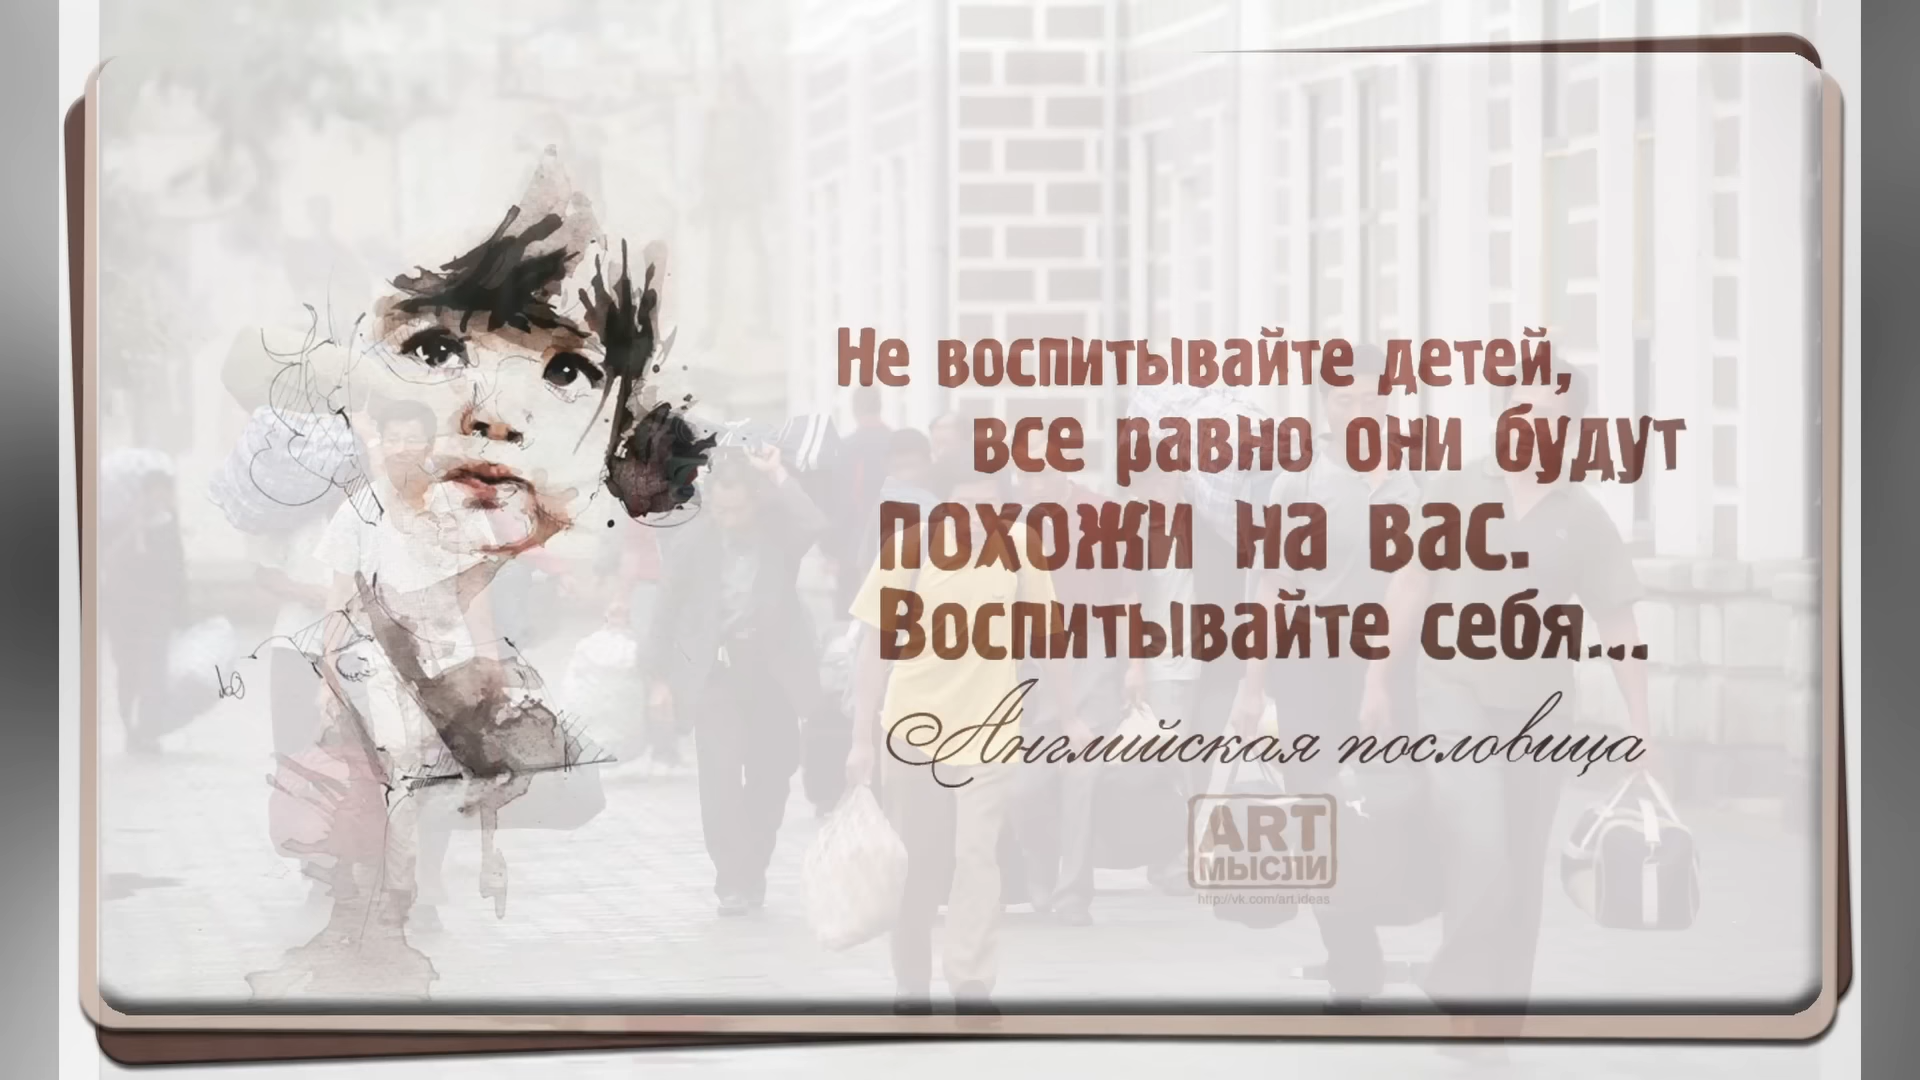 Не воспитывайте детей,
все равно они будут
похожи на вас.
Воспитывайте себя...
Английская пословица
ART
МЫСЛИ
http://vk.com/art.ideas